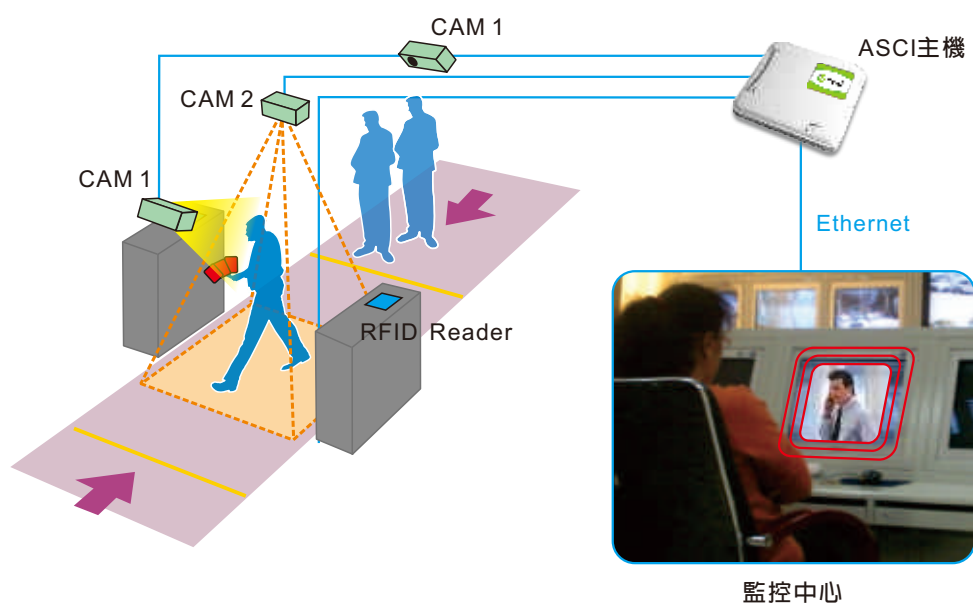 CAM 1
ASCI主機
CAM 2
CAM 1
Ethernet
RFID Reader
監控中心